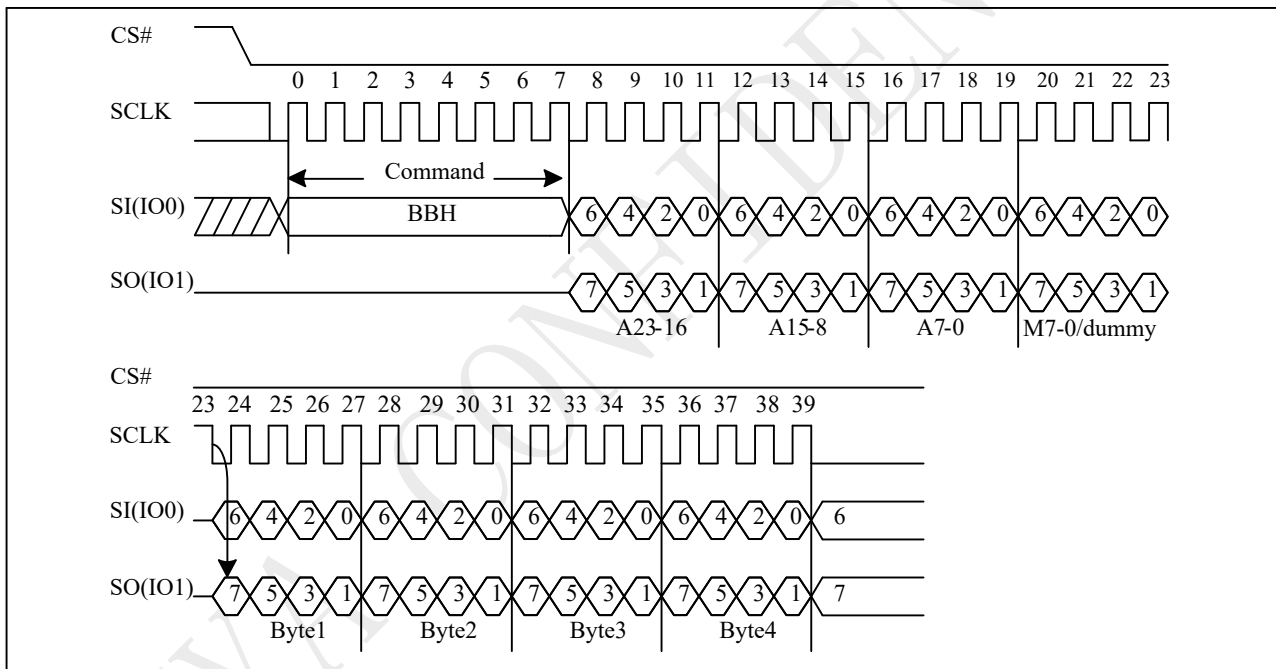 CS#
0 1 2 3 4 5 6 7 8 9 10 11 12 13 14 15 16 17 18 19 20 21 22 23
SCLK
Command
SI(IO0) BBH 6 4 2 0 6 4 2 0 6 4 2 0 6 4 2 0
SO(IO1) 7 5 3 1 7 5 3 1 7 5 3 1 7 5 3 1
A23-16 A15-8 A7-0 M7-0/dummy
CS#
23 24 25 26 27 28 29 30 31 32 33 34 35 36 37 38 39
SCLK
SI(IO0) 6 4 2 0 6 4 2 0 6 4 2 0 6 4 2 0 6
SO(IO1) 7 5 3 1 7 5 3 1 7 5 3 1 7 5 3 1 7
Byte1 Byte2 Byte3 Byte4